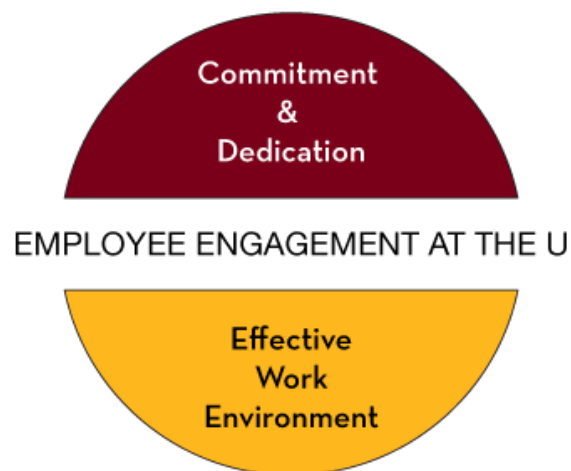 Commitment
&
Dedication
EMPLOYEE ENGAGEMENT AT THE U
Effective
Work
Environment